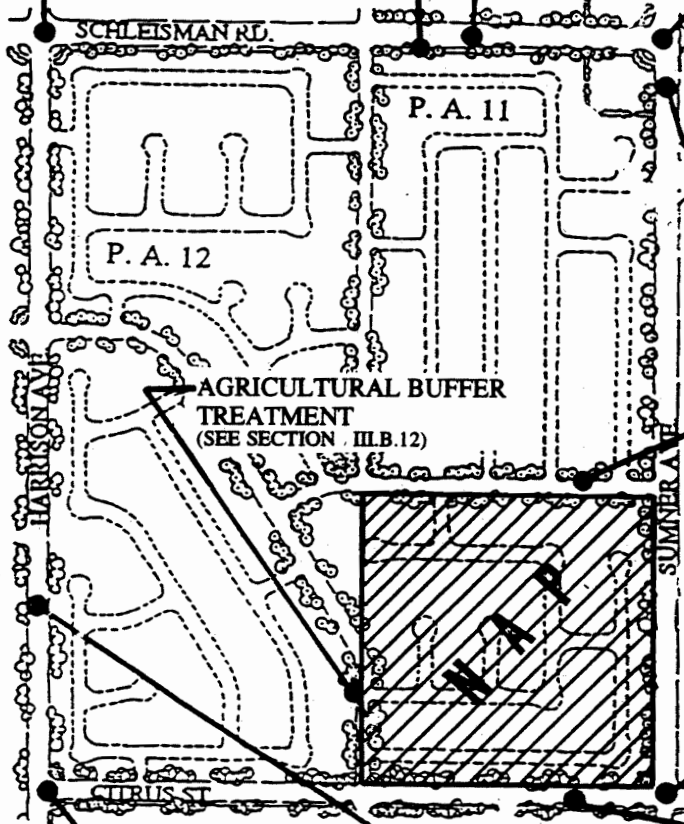 SCHLEISMAN RD.
P. A. 11
P. A. 12
AGRICULTURAL BUFFER
TREATMENT
(SEE SECTION III.B.12)
HARRISON AVE
SUMNER AVE
N A P
CITRUS ST